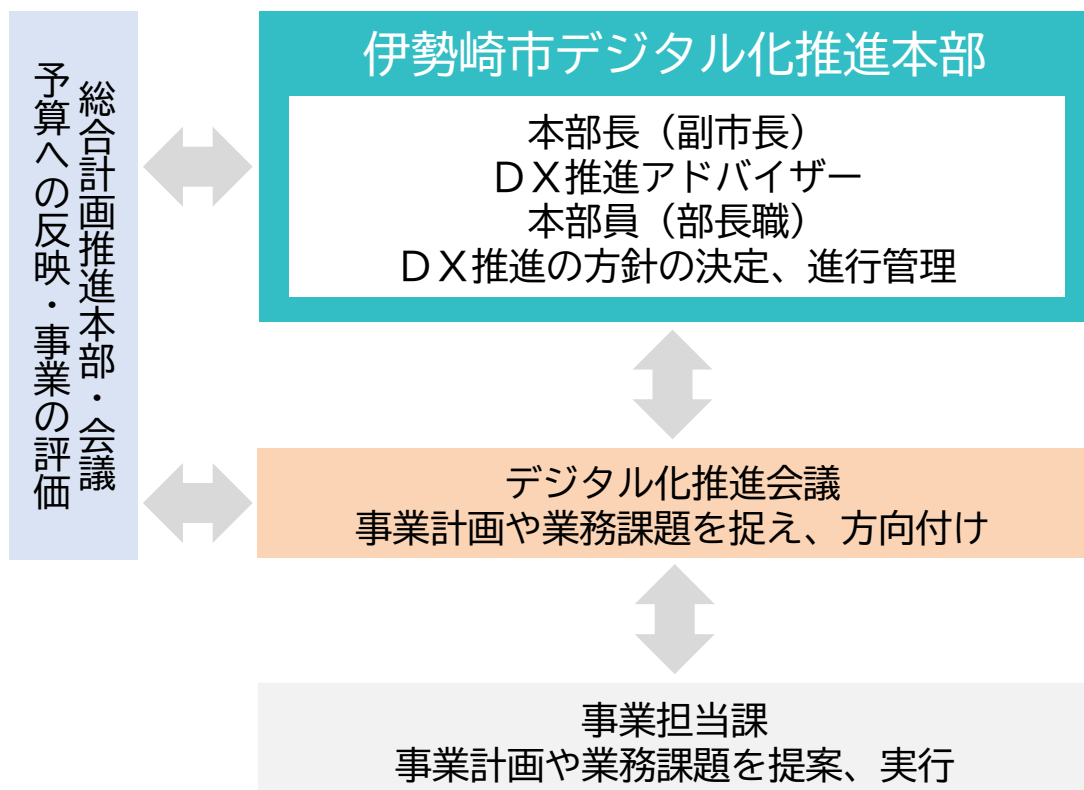 総合計画推進本部・会議
予算への反映・事業の評価
伊勢崎市デジタル化推進本部
本部長（副市長）
ＤＸ推進アドバイザー
本部員（部長職）
ＤＸ推進の方針の決定、進行管理
デジタル化推進会議
事業計画や業務課題を捉え、方向付け
事業担当課
事業計画や業務課題を提案、実行